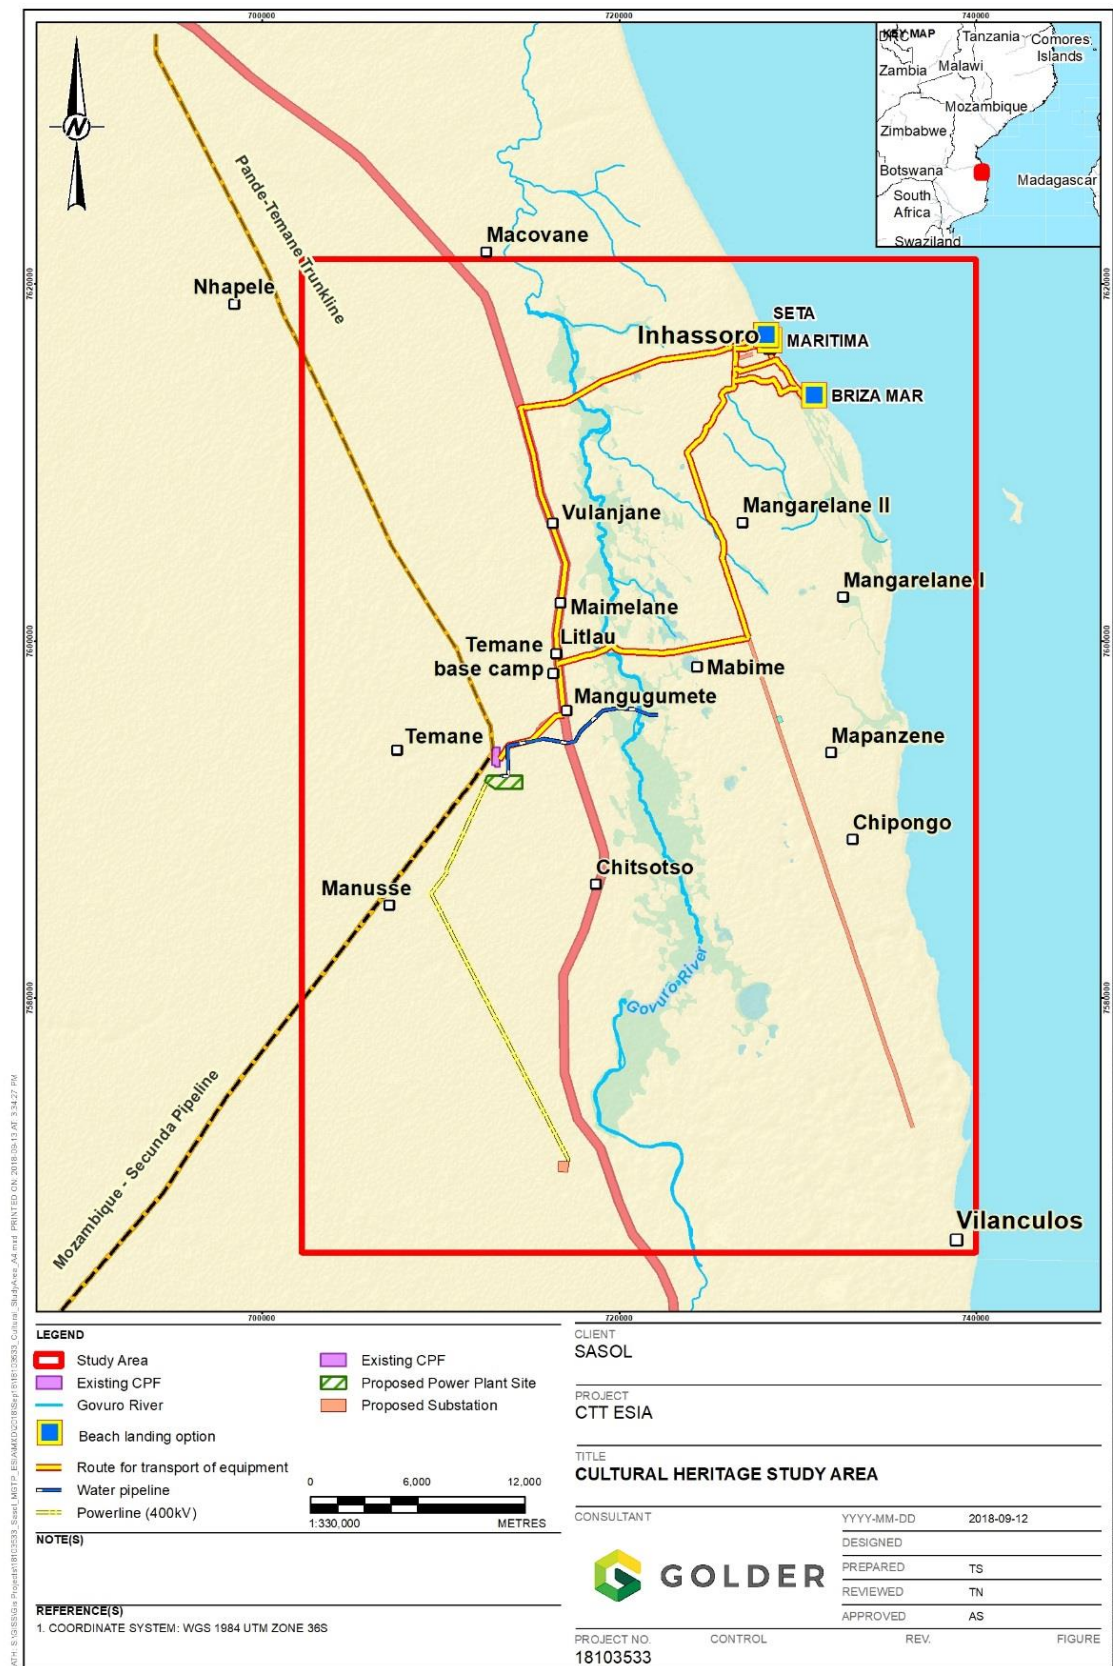 700000
720000
740000
KEY MAP
DRC
Tanzania
Comores
Islands
Zambia
Malawi
Mozambique
Zimbabwe
Botswana
Madagascar
South
Africa
Swaziland
N
Pande-Temane Trunkline
Macovane
7620000
Nhapele
7620000
SETA
Inhassoro
MARITIMA
BRIZA MAR
Vulanjane
Mangarelane II
Mangarelane I
Maimelane
7600000
Temane
Litlau
7600000
base camp
Mabime
Mangugumete
Temane
Mapanzene
Chipongo
Chitsotso
Manusse
Govuro River
7580000
7580000
Mozambique - Secunda Pipeline
Vilanculos
700000
720000
740000
LEGEND
Study Area
Existing CPF
Govuro River
Beach landing option
Route for transport of equipment
Water pipeline
Powerline (400kV)
Existing CPF
Proposed Power Plant Site
Proposed Substation
0 6,000 12,000
1:330,000 METRES
NOTE(S)
REFERENCE(S)
1. COORDINATE SYSTEM: WGS 1984 UTM ZONE 36S
CLIENT
SASOL
PROJECT
CTT ESIA
TITLE
CULTURAL HERITAGE STUDY AREA
CONSULTANT
GOLDER
YYYY-MM-DD 2018-09-12
DESIGNED
PREPARED TS
REVIEWED TN
APPROVED AS
PROJECT NO. CONTROL REV. FIGURE
18103533